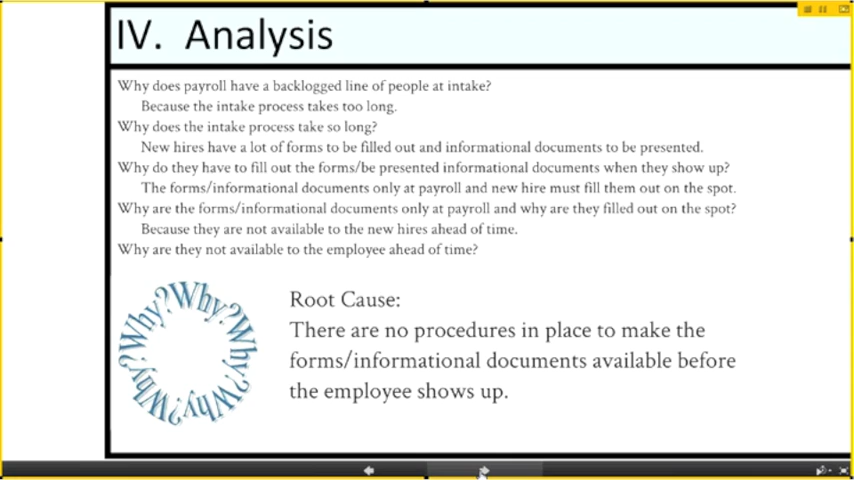 IV. Analysis
Why does payroll have a backlogged line of people at intake?
Because the intake process takes too long.
Why does the intake process take so long?
New hires have a lot of forms to be filled out and informational documents to be presented.
Why do they have to fill out the forms/be presented informational documents when they show up?
The forms/informational documents only at payroll and new hire must fill them out on the spot.
Why are the forms/informational documents only at payroll and why are they filled out on the spot?
Because they are not available to the new hires ahead of time.
Why are they not available to the employee ahead of time?
Why?Why?Why?Why?Why?Why?
Root Cause:
There are no procedures in place to make the
forms/informational documents available before
the employee shows up.